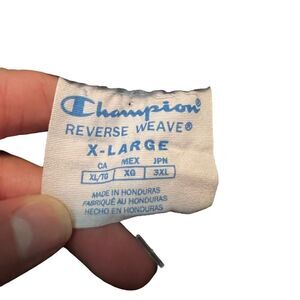 Champion®
REVERSE WEAVE®
X-LARGE
CA MEX JPN
XL/TG XG 3XL
MADE IN HONDURAS
FABRIQUÉ AU HONDURAS
HECHO EN HONDURAS